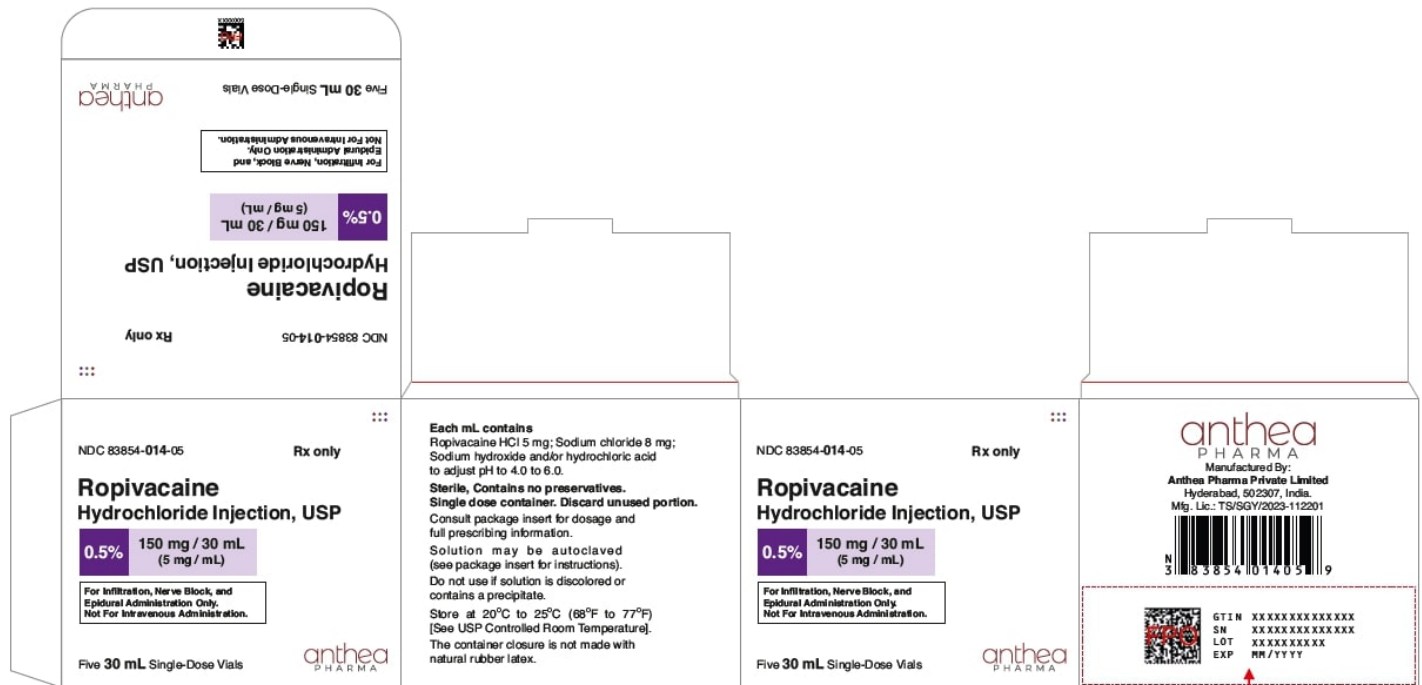 XXXXXXXX
FPO
Five 30 mL Single-Dose Vials
anthea
PHARMA
For Infiltration, Nerve Block, and
Epidural Administration Only.
Not For Intravenous Administration.
0.5%
150 mg / 30 mL
(5 mg / mL)
Ropivacaine
Hydrochloride Injection, USP
NDC 83854-014-05
Rx only
NDC 83854-014-05
Rx only
Ropivacaine
Hydrochloride Injection, USP
0.5%
150 mg / 30 mL
(5 mg / mL)
For Infiltration, Nerve Block, and
Epidural Administration Only.
Not For Intravenous Administration.
Five 30 mL Single-Dose Vials
anthea
PHARMA
Each mL contains
Ropivacaine HCl 5 mg; Sodium chloride 8 mg;
Sodium hydroxide and/or hydrochloric acid
to adjust pH to 4.0 to 6.0.
Sterile, Contains no preservatives.
Single dose container. Discard unused portion.
Consult package insert for dosage and
full prescribing information.
Solution may be autoclaved
(see package insert for instructions).
Do not use if solution is discolored or
contains a precipitate.
Store at 20°C to 25°C (68°F to 77°F)
[See USP Controlled Room Temperature].
The container closure is not made with
natural rubber latex.
NDC 83854-014-05
Rx only
Ropivacaine
Hydrochloride Injection, USP
0.5%
150 mg / 30 mL
(5 mg / mL)
For Infiltration, Nerve Block, and
Epidural Administration Only.
Not For Intravenous Administration.
Five 30 mL Single-Dose Vials
anthea
PHARMA
anthea
PHARMA
Manufactured By:
Anthea Pharma Private Limited
Hyderabad, 502307, India.
Mfg. Lic.: TS/SGY/2023-112201
N
3 83854 01405 9
FPO
GTIN XXXXXXXXXXXXXX
SN XXXXXXXXXXXXXX
LOT XXXXXXXXXX
EXP MM/YYYY